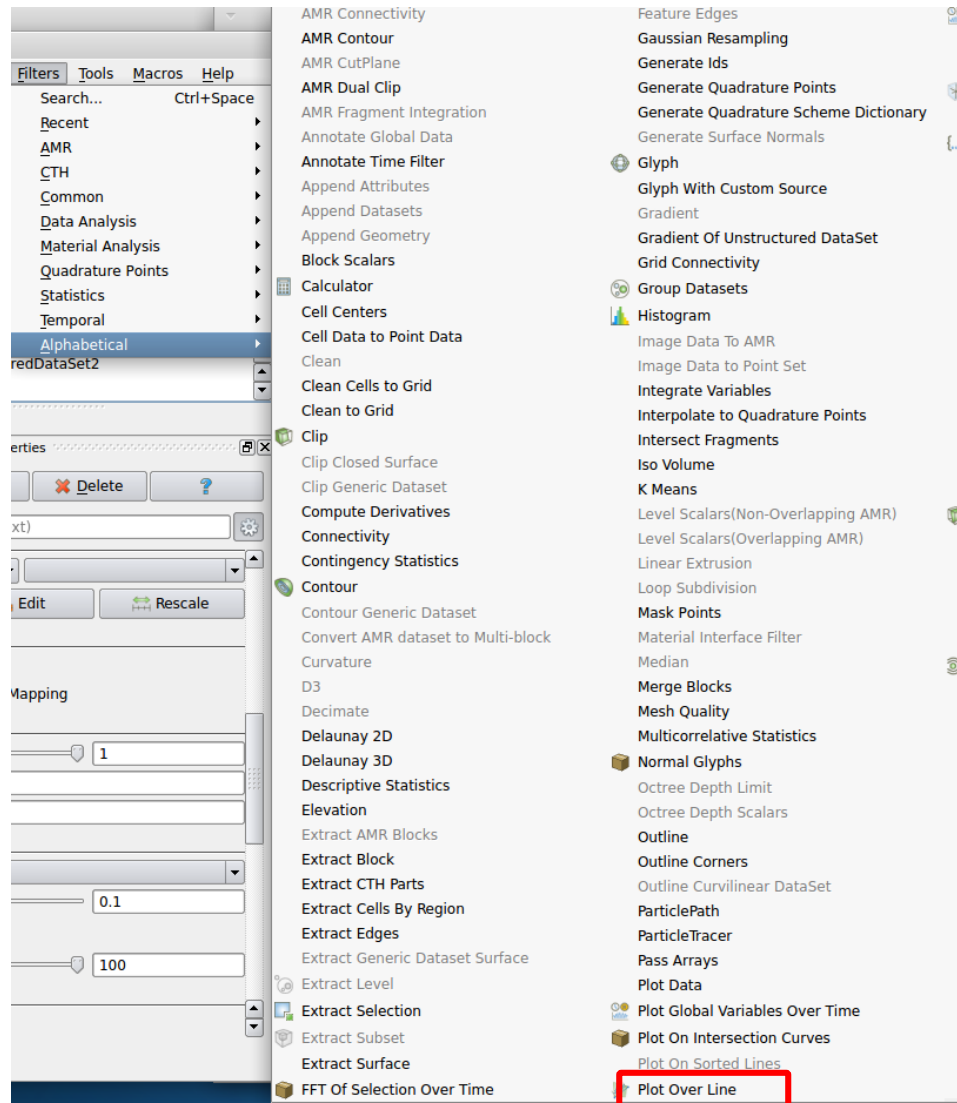 Filters Tools Macros Help
Search... Ctrl+Space
Recent
AMR
CTH
Common
Data Analysis
Material Analysis
Quadrature Points
Statistics
Temporal
Alphabetical
redDataSet2
erties
Delete ?
xt)
Edit Rescale
Mapping
1
0.1
100
AMR Connectivity
AMR Contour
AMR CutPlane
AMR Dual Clip
AMR Fragment Integration
Annotate Global Data
Annotate Time Filter
Append Attributes
Append Datasets
Append Geometry
Block Scalars
Calculator
Cell Centers
Cell Data to Point Data
Clean
Clean Cells to Grid
Clean to Grid
Clip
Clip Closed Surface
Clip Generic Dataset
Compute Derivatives
Connectivity
Contingency Statistics
Contour
Contour Generic Dataset
Convert AMR dataset to Multi-block
Curvature
D3
Decimate
Delaunay 2D
Delaunay 3D
Descriptive Statistics
Elevation
Extract AMR Blocks
Extract Block
Extract CTH Parts
Extract Cells By Region
Extract Edges
Extract Generic Dataset Surface
Extract Level
Extract Selection
Extract Subset
Extract Surface
FFT Of Selection Over Time
Feature Edges
Gaussian Resampling
Generate Ids
Generate Quadrature Points
Generate Quadrature Scheme Dictionary
Generate Surface Normals
Glyph
Glyph With Custom Source
Gradient
Gradient Of Unstructured DataSet
Grid Connectivity
Group Datasets
Histogram
Image Data To AMR
Image Data to Point Set
Integrate Variables
Interpolate to Quadrature Points
Intersect Fragments
Iso Volume
K Means
Level Scalars(Non-Overlapping AMR)
Level Scalars(Overlapping AMR)
Linear Extrusion
Loop Subdivision
Mask Points
Material Interface Filter
Median
Merge Blocks
Mesh Quality
Multicorrelative Statistics
Normal Glyphs
Octree Depth Limit
Octree Depth Scalars
Outline
Outline Corners
Outline Curvilinear DataSet
ParticlePath
ParticleTracer
Pass Arrays
Plot Data
Plot Global Variables Over Time
Plot On Intersection Curves
Plot On Sorted Lines
Plot Over Line